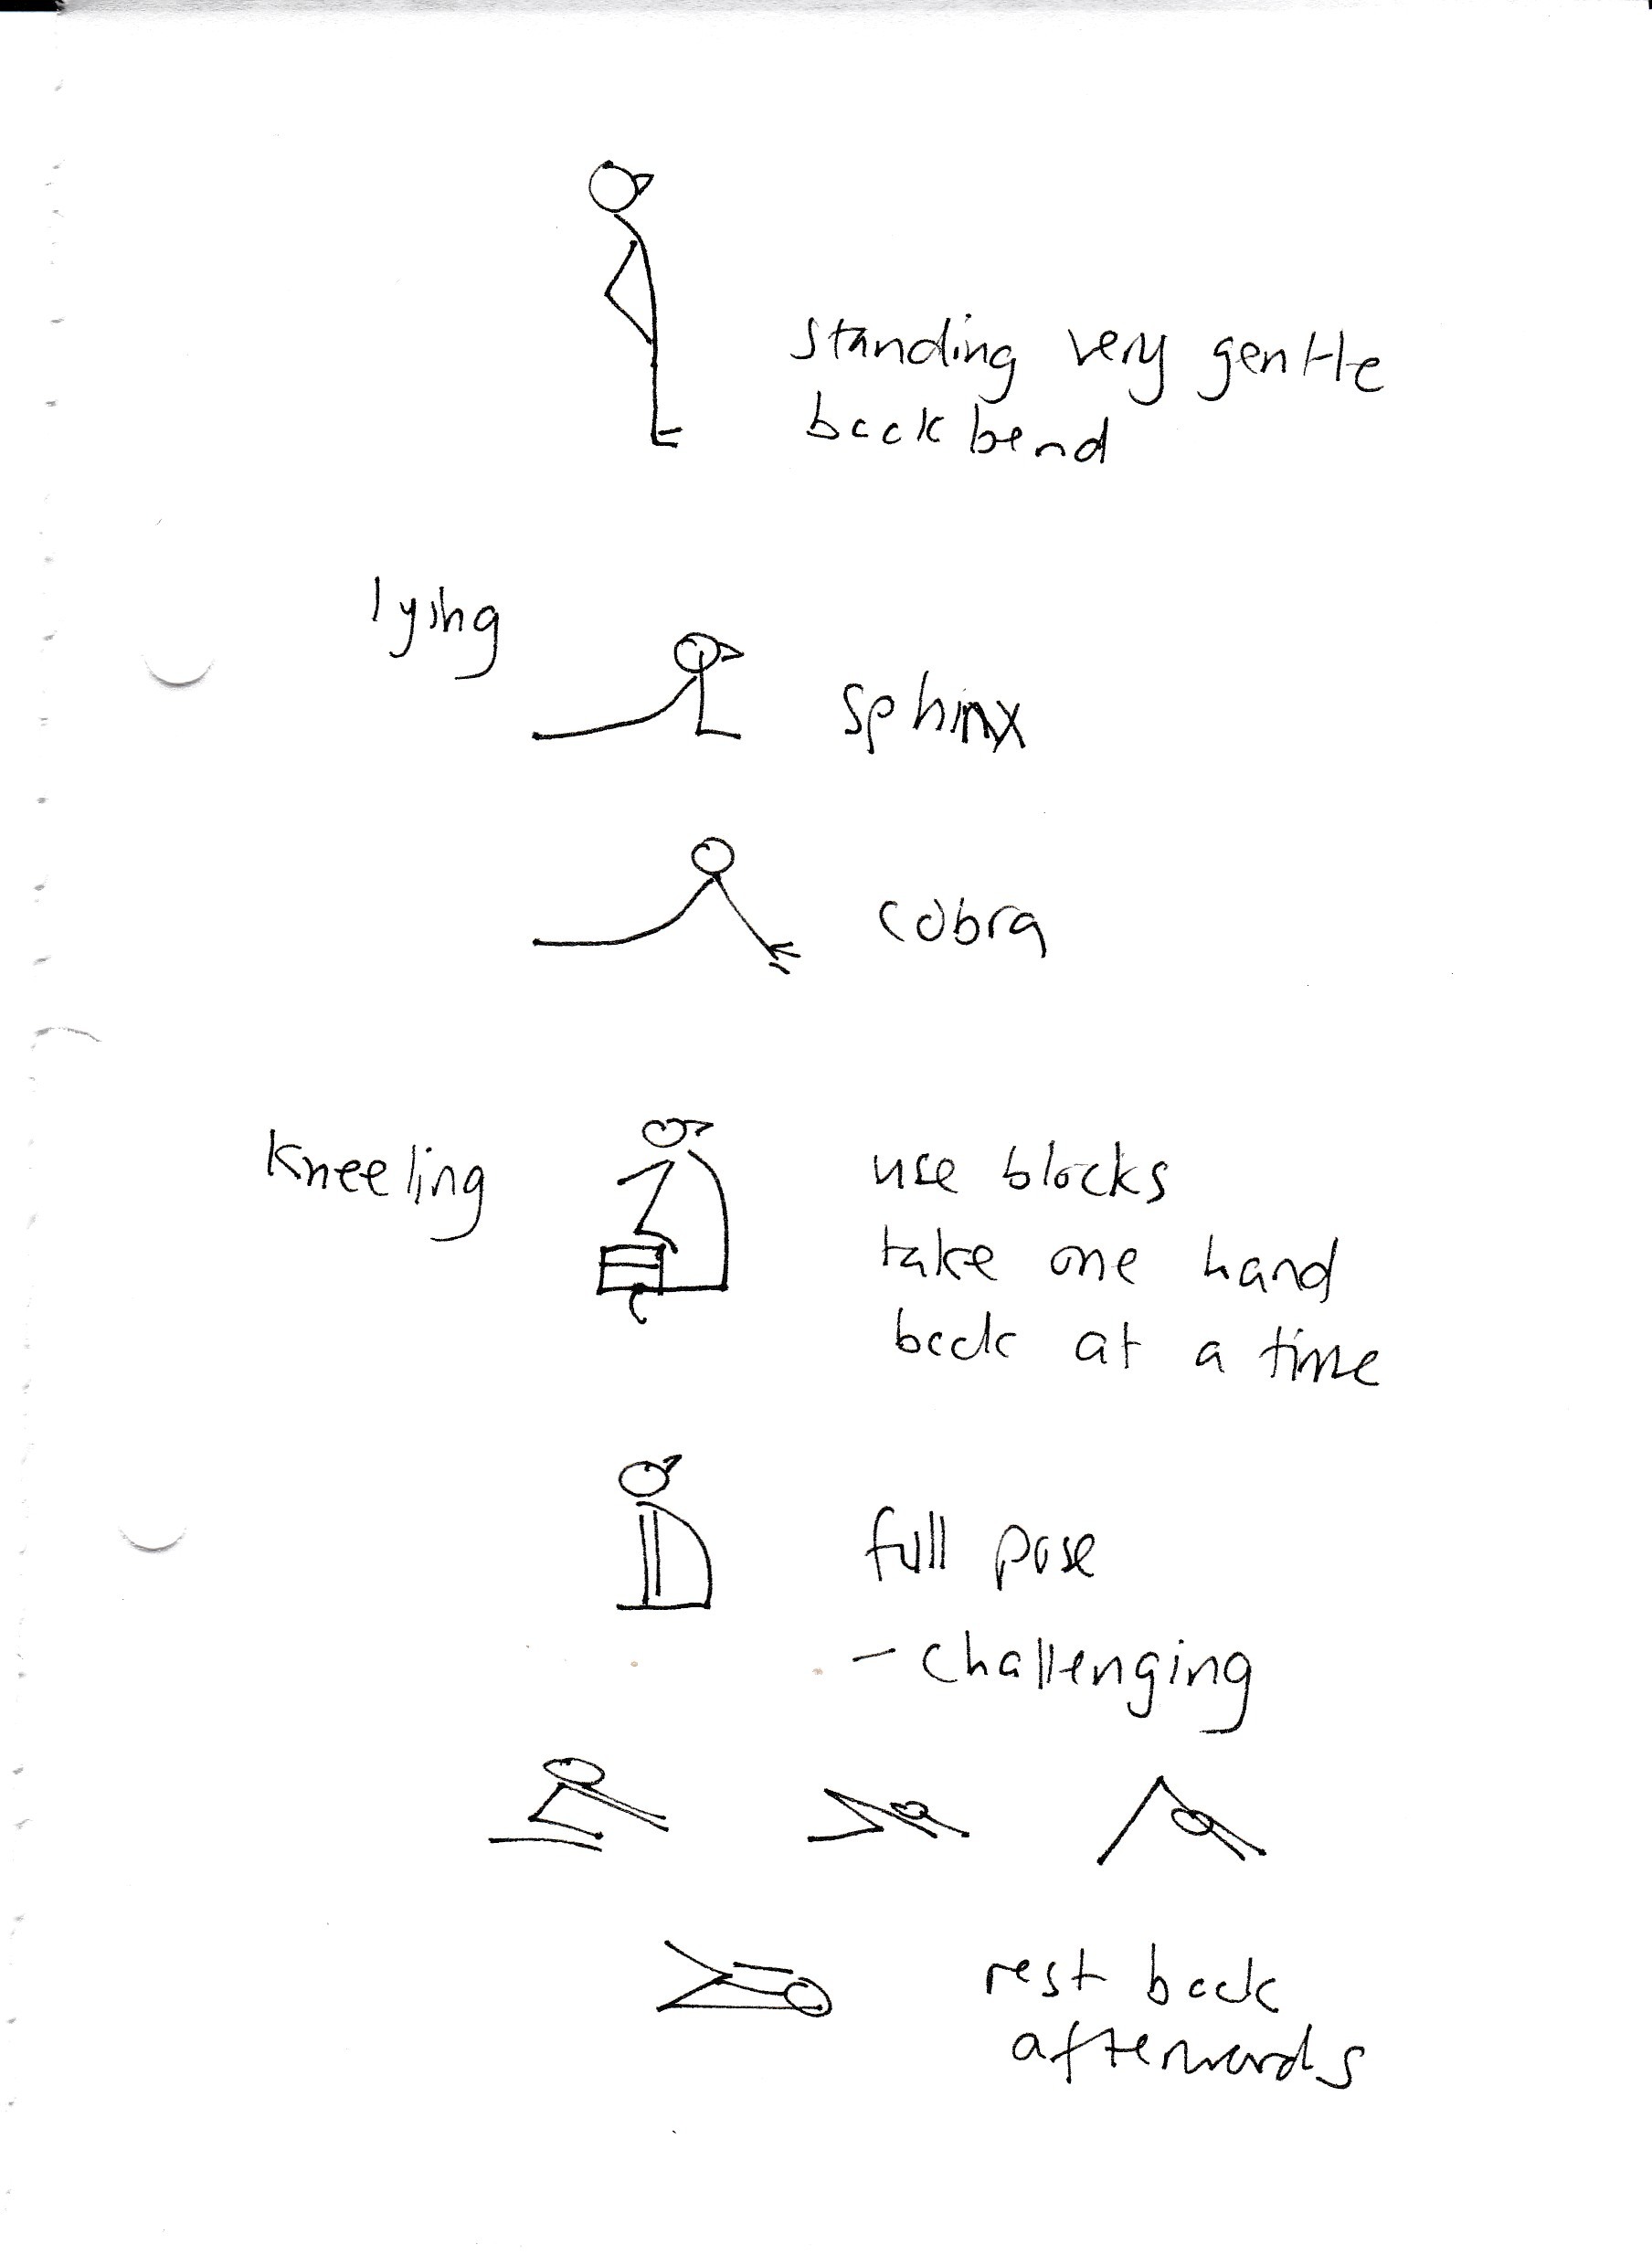 standing very gentle
back bend
lying
sphinx
cobra
kneeling
use blocks
take one hand
back at a time
full pose
- challenging
rest back
afterwards